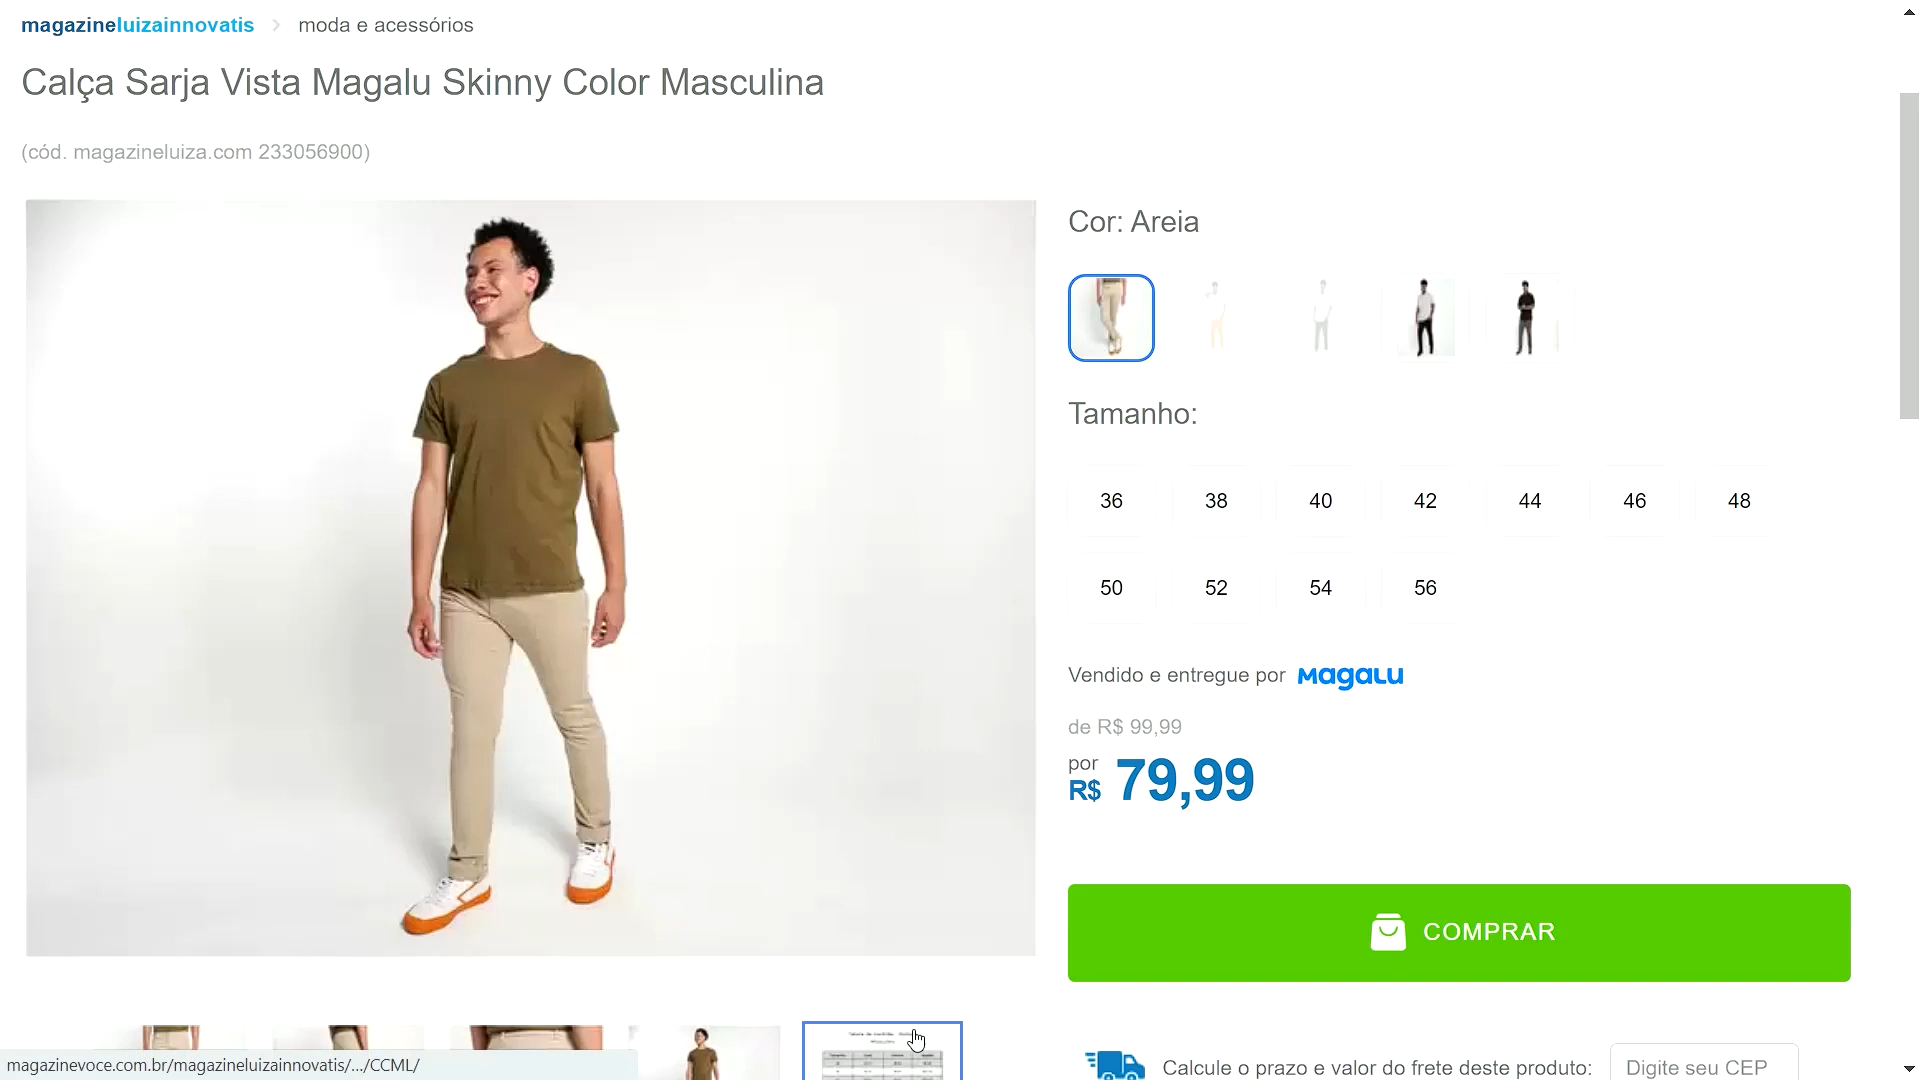 magazineluizainnovatis > moda e acessórios
Calça Sarja Vista Magalu Skinny Color Masculina
(cód. magazineluiza.com 233056900)
Cor: Areia
Tamanho:
36 38 40 42 44 46 48
50 52 54 56
Vendido e entregue por magalu
de R$ 99,99
por
R$ 79,99
COMPRAR
Calcule o prazo e valor do frete deste produto: Digite seu CEP
magazinevoce.com.br/magazineluizainnovatis/.../CCML/